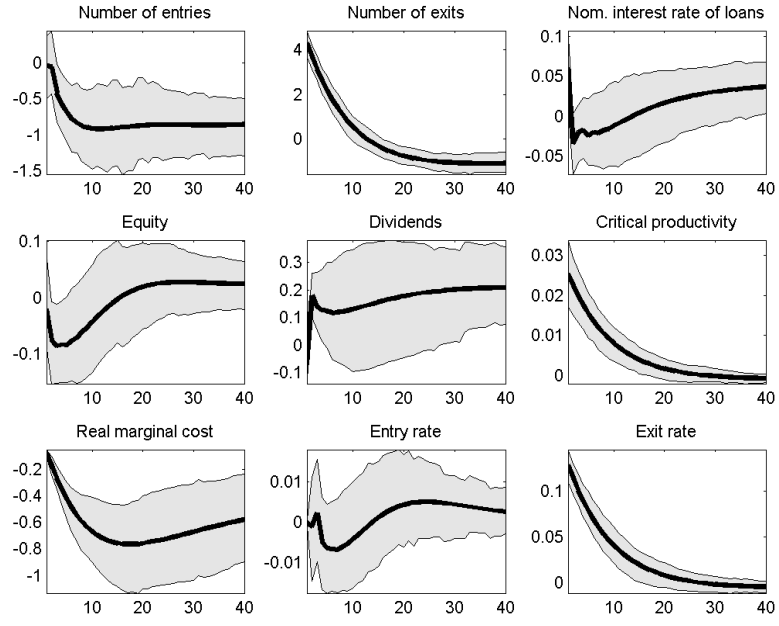 Number of entries
0
-0.5
-1
-1.5
10 20 30 40
Number of exits
4
2
0
10 20 30 40
Nom. interest rate of loans
0.1
0.05
0
-0.05
10 20 30 40
Equity
0.1
0
-0.1
10 20 30 40
Dividends
0.3
0.2
0.1
0
-0.1
10 20 30 40
Critical productivity
0.03
0.02
0.01
0
10 20 30 40
Real marginal cost
-0.2
-0.4
-0.6
-0.8
-1
10 20 30 40
Entry rate
0.01
0
-0.01
10 20 30 40
Exit rate
0.1
0.05
0
10 20 30 40